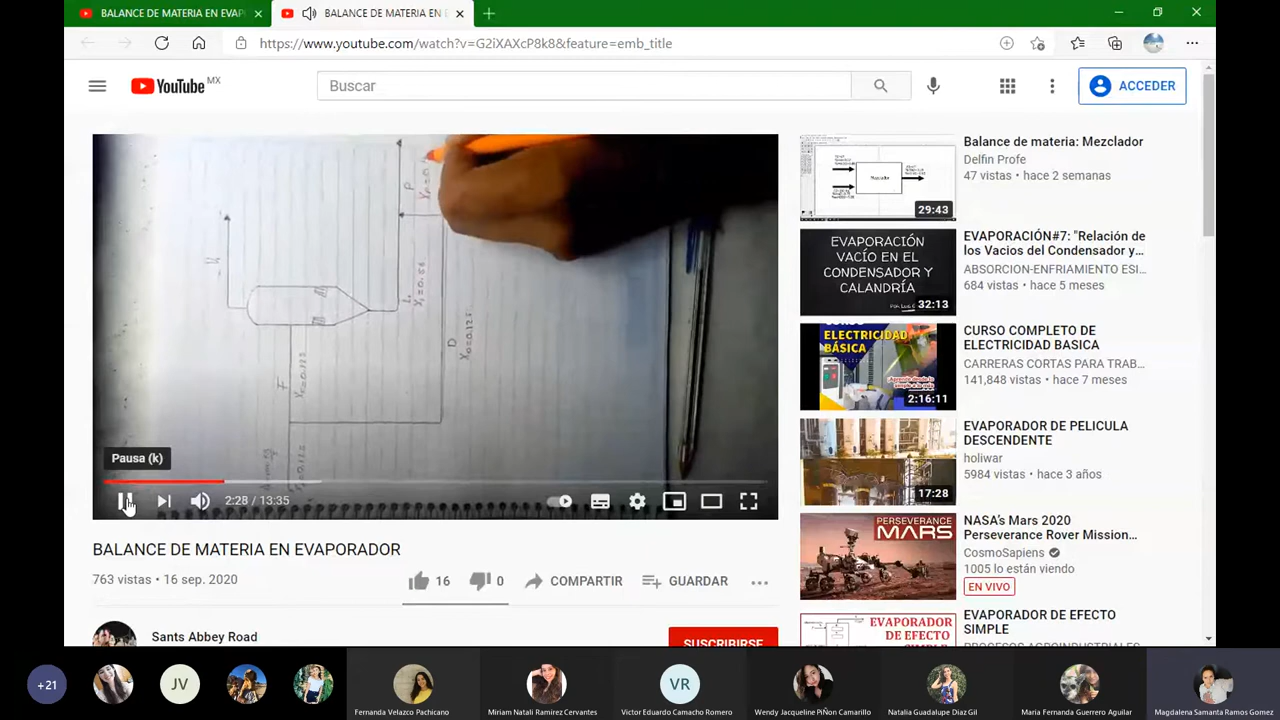 BALANCE DE MATERIA EN EVAP
BALANCE DE MATERIA EN E
https://www.youtube.com/watch?v=G2iXAXcP8k8&feature=emb_title
YouTube MX
Buscar
ACCEDER
Pausa (k)
2:28 / 13:35
BALANCE DE MATERIA EN EVAPORADOR
763 vistas • 16 sep. 2020
16
0
COMPARTIR
GUARDAR
Sants Abbey Road
SUSCRIBIRSE
29:43
Balance de materia: Mezclador
Delfin Profe
47 vistas • hace 2 semanas
EVAPORACIÓN
VACÍO EN EL
CONDENSADOR Y
CALANDRÍA
32:13
EVAPORACIÓN#7: "Relación de
los Vacios del Condensador y...
ABSORCION-ENFRIAMIENTO ESI...
684 vistas • hace 5 meses
CURSO COMPLETO
ELECTRICIDAD
BÁSICA
2:16:11
CURSO COMPLETO DE
ELECTRICIDAD BASICA
CARRERAS CORTAS PARA TRAB...
141,848 vistas • hace 7 meses
17:28
EVAPORADOR DE PELICULA
DESCENDENTE
holiwar
5984 vistas • hace 3 años
PERSEVERANCE
MARS
NASA's Mars 2020
Perseverance Rover Mission...
CosmoSapiens
1005 lo están viendo
EN VIVO
EVAPORADOR
DE EFECTO
SIMPLE
EVAPORADOR DE EFECTO
SIMPLE
PROCESOS AGROINDUSTRIALES
+21
JV
Fernanda Velazco Pachicano
Miriam Natali Ramirez Cervantes
VR
Victor Eduardo Camacho Romero
Wendy Jacqueline PiÑon Camarillo
Natalia Guadalupe Diaz Gil
Maria Fernanda Guerrero Aguilar
Magdalena Samanta Ramos Gomez